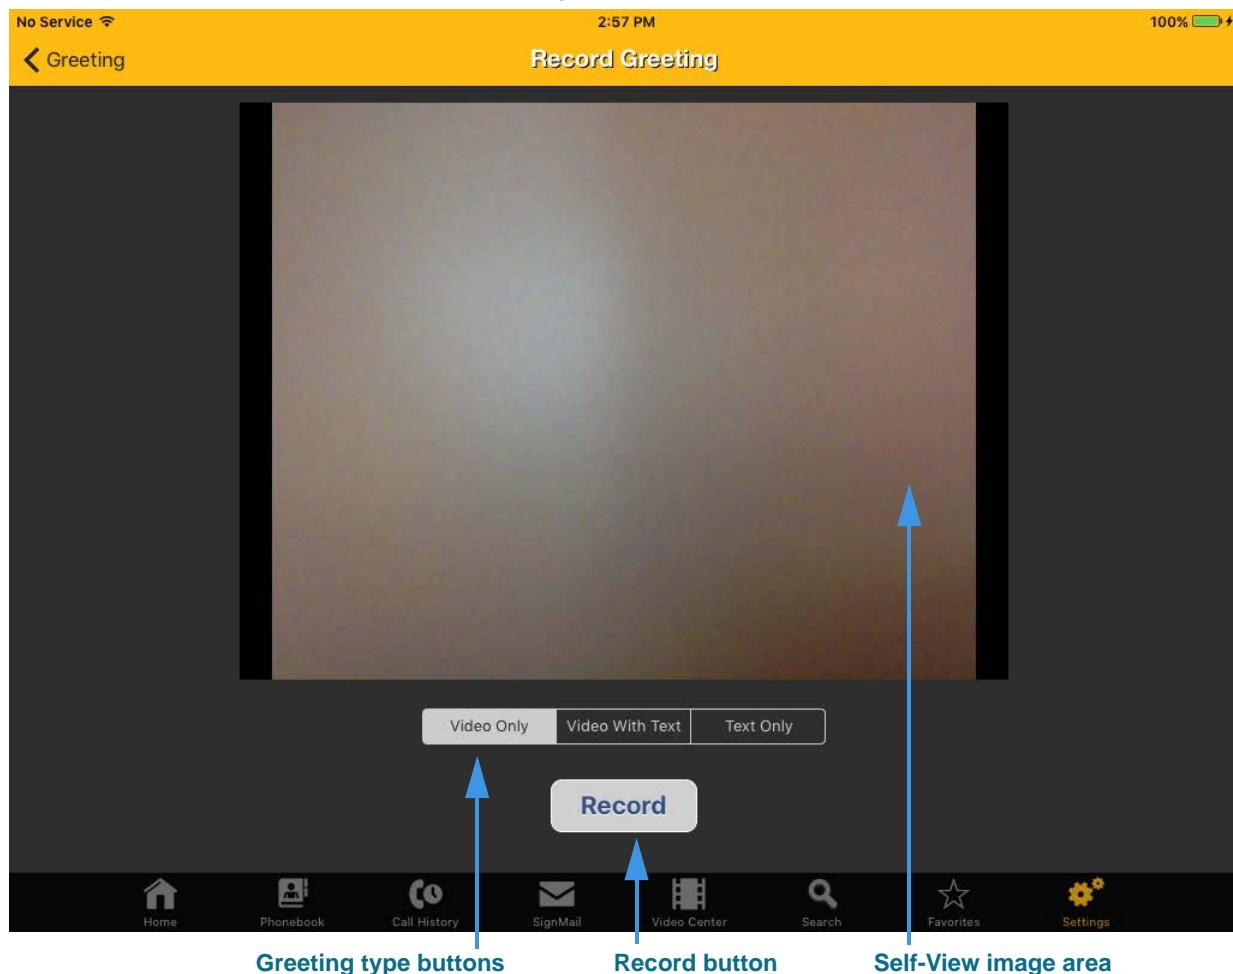 No Service 2:57 PM 100%
Greeting Record Greeting
Video Only Video With Text Text Only
Record
Home Phonebook Call History SignMail Video Center Search Favorites Settings
Greeting type buttons Record button Self-View image area